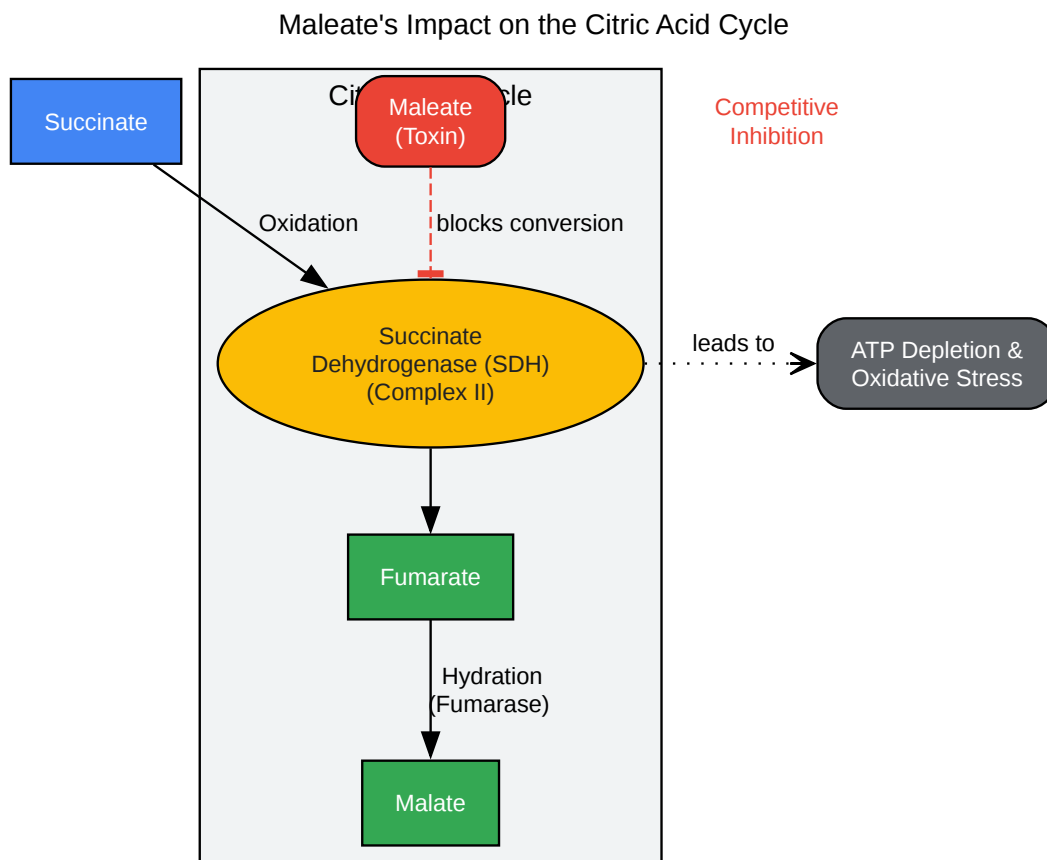 Maleate's Impact on the Citric Acid Cycle
Succinate
Maleate
(Toxin)
Competitive
Inhibition
Oxidation
blocks conversion
Succinate
Dehydrogenase (SDH)
(Complex II)
leads to
ATP Depletion &
Oxidative Stress
Fumarate
Hydration
(Fumarase)
Malate